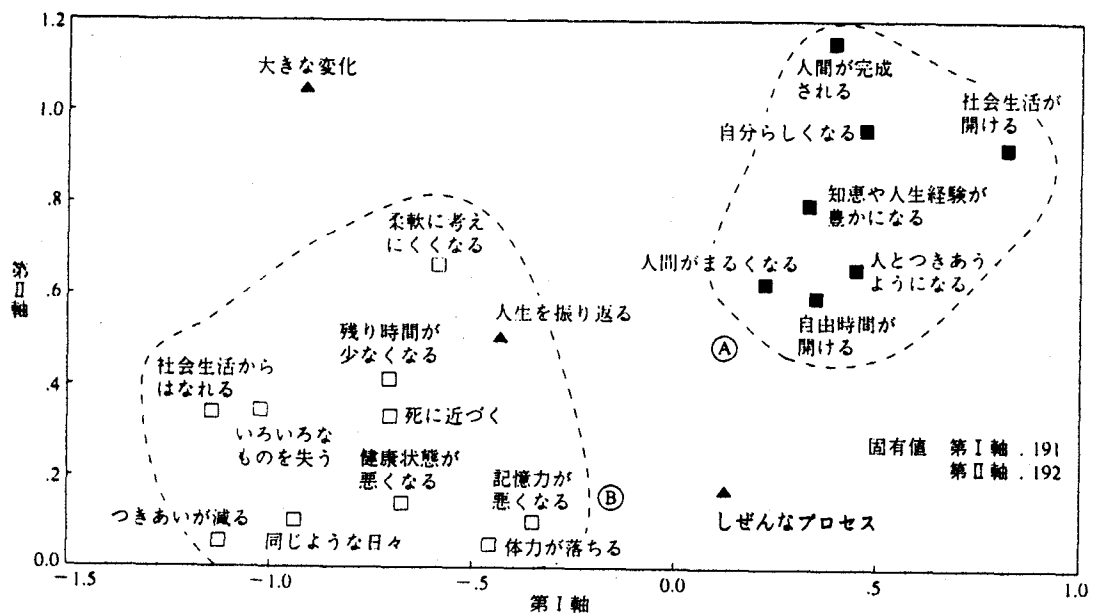 1.2
1.0
.8
.6
.4
.2
0.0
第Ⅱ軸
大きな変化
人間が完成
される
社会生活が
開ける
自分らしくなる
知恵や人生経験が
豊かになる
柔軟に考え
にくくなる
人間がまるくなる
人とつきあう
ようになる
自由時間が
開ける
人生を振り返る
残り時間が
少なくなる
Ⓐ
社会生活から
はなれる
死に近づく
いろいろな
ものを失う
健康状態が
悪くなる
記憶力が
悪くなる
Ⓑ
固有値 第Ⅰ軸 .191
第Ⅱ軸 .192
つきあいが減る
同じような日々
体力が落ちる
しぜんなプロセス
−1.5
−1.0
−.5
0.0
.5
1.0
第Ⅰ軸